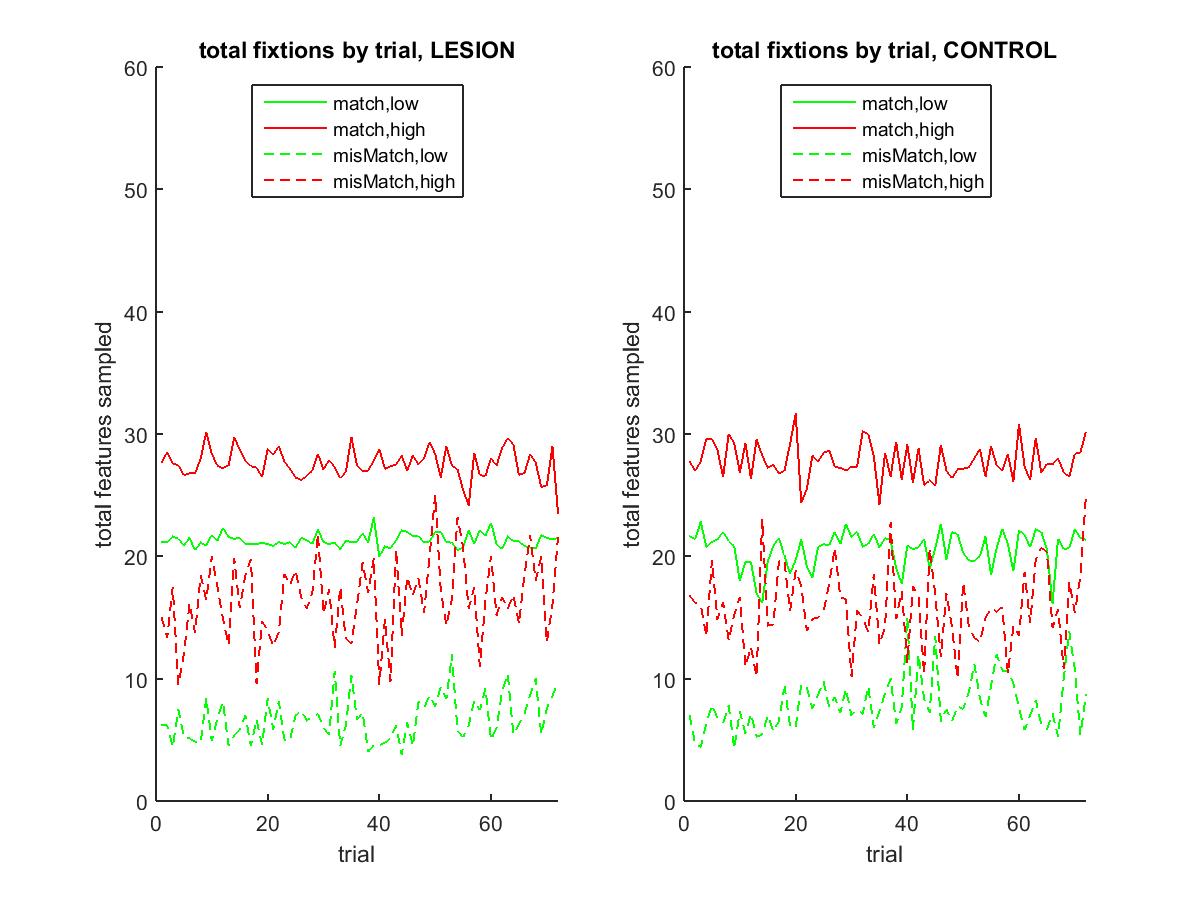 total fixtions by trial, LESION
match,low
match,high
misMatch,low
misMatch,high
total features sampled
60
50
40
30
20
10
0
0 20 40 60
trial
total fixtions by trial, CONTROL
match,low
match,high
misMatch,low
misMatch,high
total features sampled
60
50
40
30
20
10
0
0 20 40 60
trial